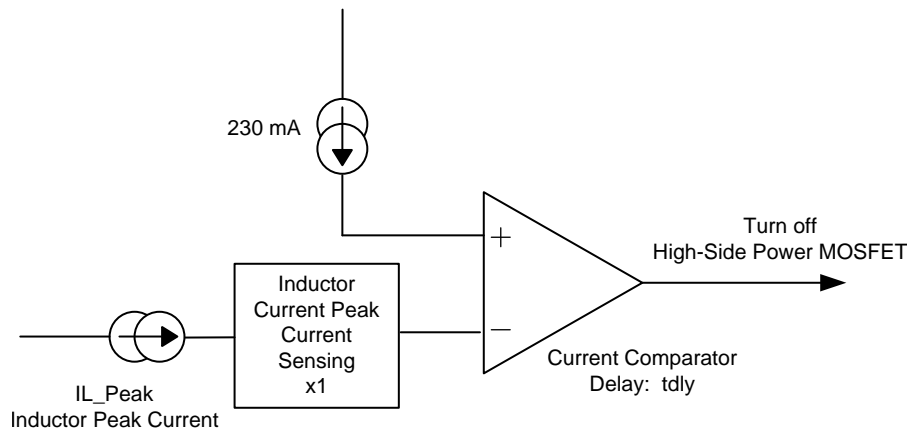 230 mA
+
Turn off
High-Side Power MOSFET
Inductor
Current Peak
Current
Sensing
x1
−
Current Comparator
Delay: tdly
IL_Peak
Inductor Peak Current